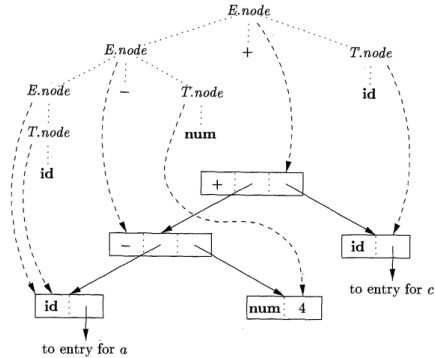 E.node
E.node + T.node
E.node − T.node id
T.node num
id
+
− id
to entry for c
id num 4
to entry for a